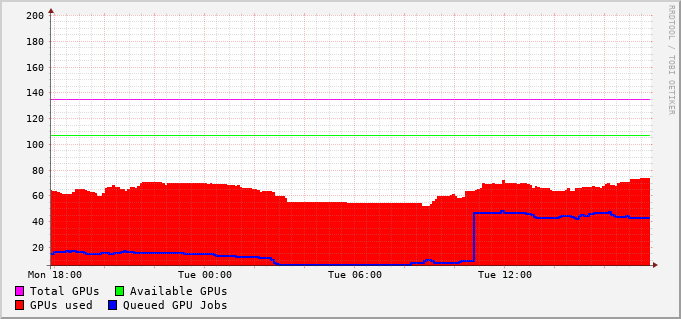 200
180
160
140
120
100
80
60
40
20
Mon 18:00 Tue 00:00 Tue 06:00 Tue 12:00
Total GPUs Available GPUs
GPUs used Queued GPU Jobs
RRDTOOL / TOBI OETIKER